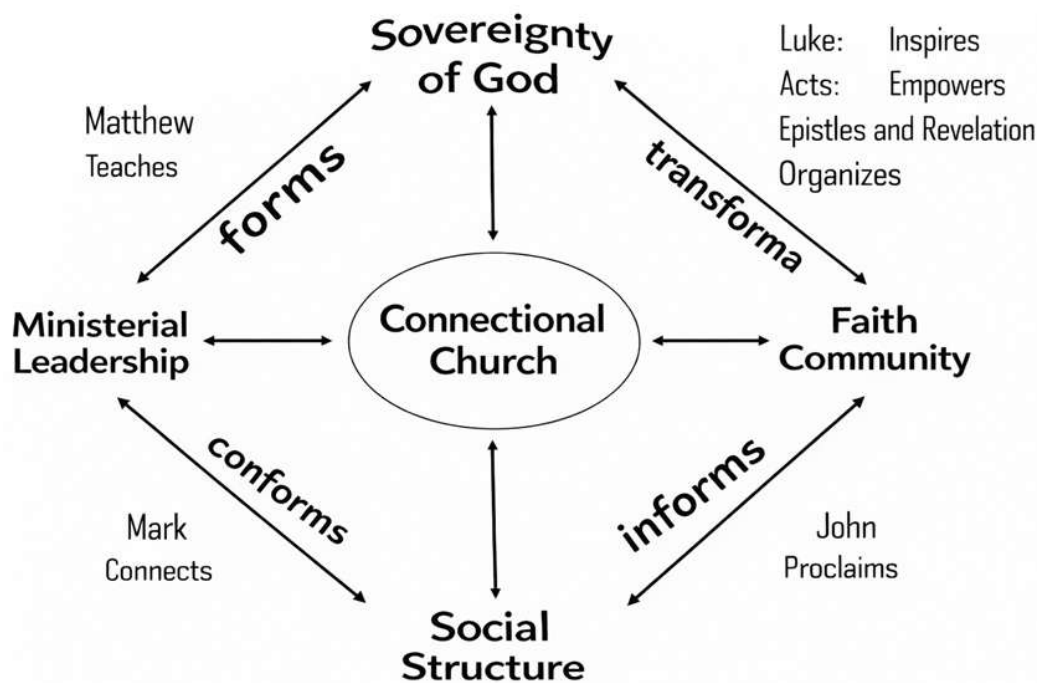 Sovereignty
of God
Luke: Inspires
Acts: Empowers
Epistles and Revelation
Organizes
Matthew
Teaches
forms
transforma
Ministerial
Leadership
Connectional
Church
Faith
Community
conforms
informs
Mark
Connects
John
Proclaims
Social
Structure